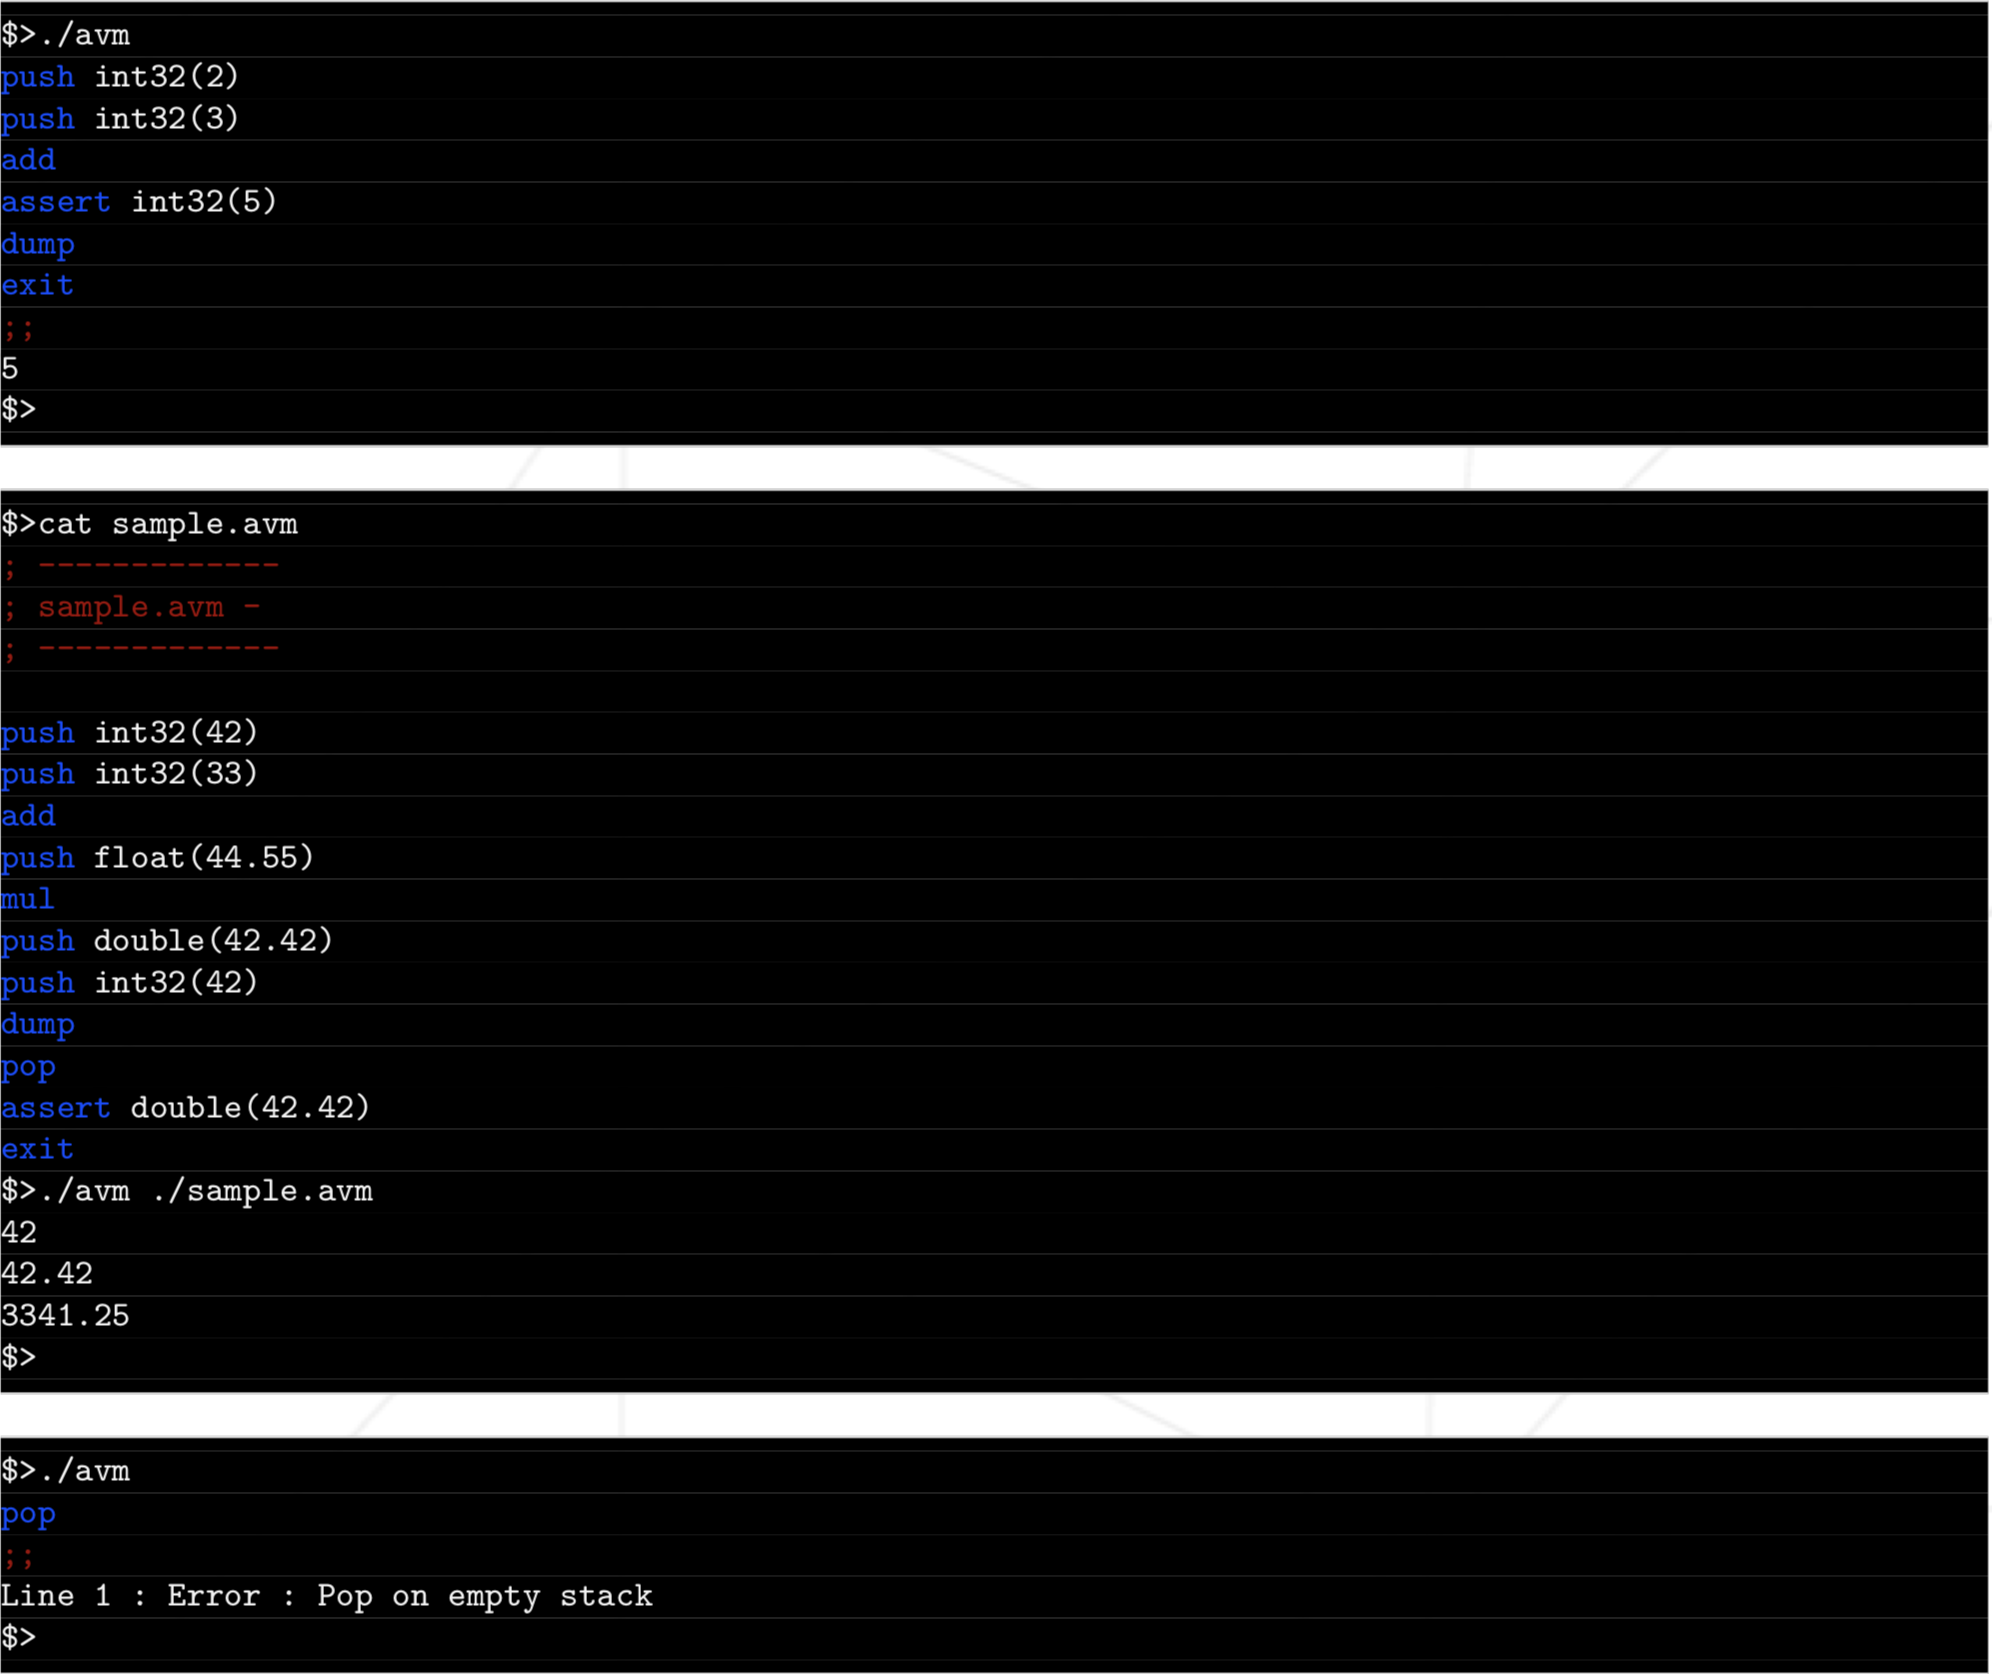 $>./avm
push int32(2)
push int32(3)
add
assert int32(5)
dump
exit
;;
5
$>
$>cat sample.avm
; -------------
; sample.avm -
; -------------
push int32(42)
push int32(33)
add
push float(44.55)
mul
push double(42.42)
push int32(42)
dump
pop
assert double(42.42)
exit
$>./avm ./sample.avm
42
42.42
3341.25
$>
$>./avm
pop
;;
Line 1 : Error : Pop on empty stack
$>